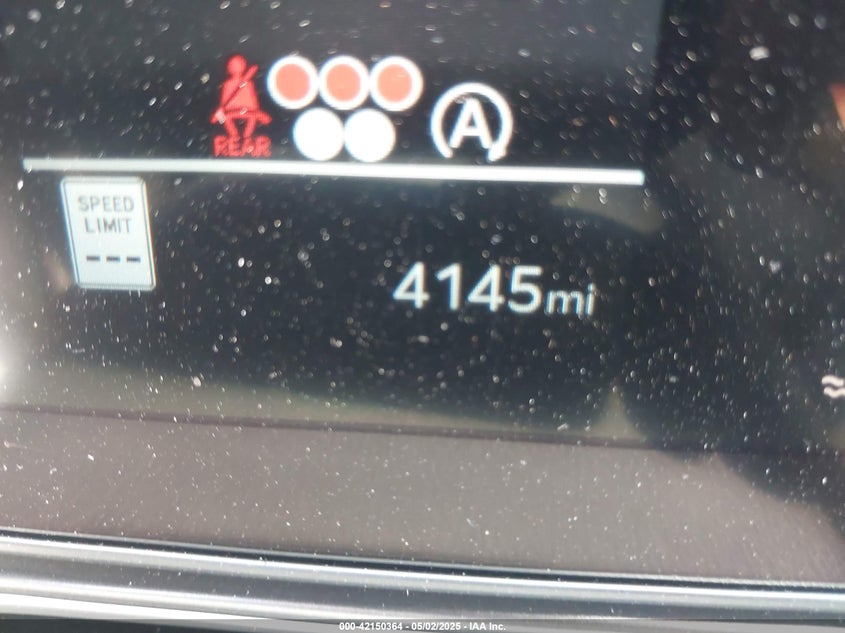 REAR
A
SPEED
LIMIT
---
4145mi
000-42150364 - 05/02/2025 - IAA Inc.